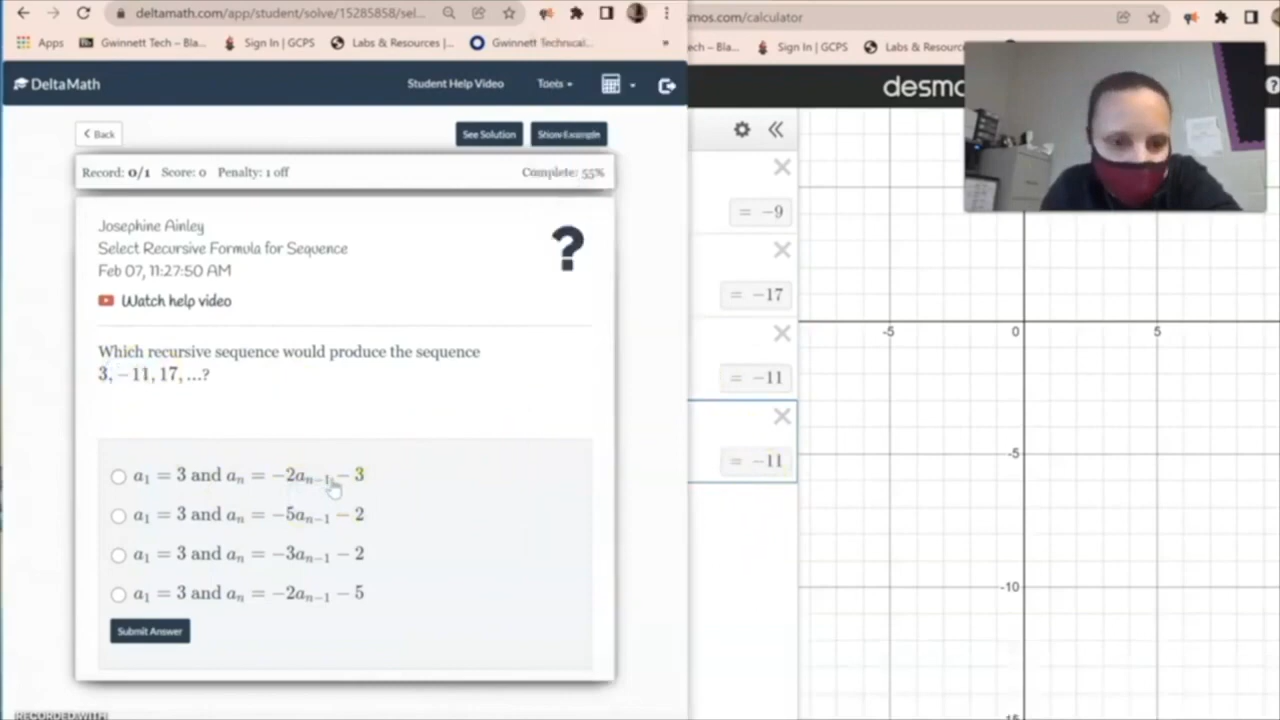 deltamath.com/app/student/solve/15285858/sel...
smos.com/calculator
Apps
Gwinnett Tech – Bla...
Sign In | GCPS
Labs & Resources |...
Gwinnett Technical...
»
ech – Bla...
Sign In | GCPS
Labs & Resourc
DeltaMath
Student Help Video
Tools
desmo
Back
See Solution
Show Example
Record: 0/1 Score: 0 Penalty: 1 off
Complete: 55%
Josephine Ainley
Select Recursive Formula for Sequence
Feb 07, 11:27:50 AM
?
Watch help video
Which recursive sequence would produce the sequence
3, −11, 17, ...?
a₁ = 3 and aₙ = −2aₙ₋₁ − 3
a₁ = 3 and aₙ = −5aₙ₋₁ − 2
a₁ = 3 and aₙ = −3aₙ₋₁ − 2
a₁ = 3 and aₙ = −2aₙ₋₁ − 5
Submit Answer
= −9
= −17
= −11
= −11
-5
0
5
-5
-10
-15
RECORDED WITH